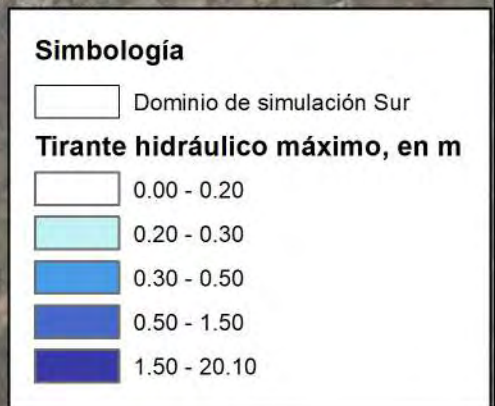 Simbología
Dominio de simulación Sur
Tirante hidráulico máximo, en m
0.00 - 0.20
0.20 - 0.30
0.30 - 0.50
0.50 - 1.50
1.50 - 20.10